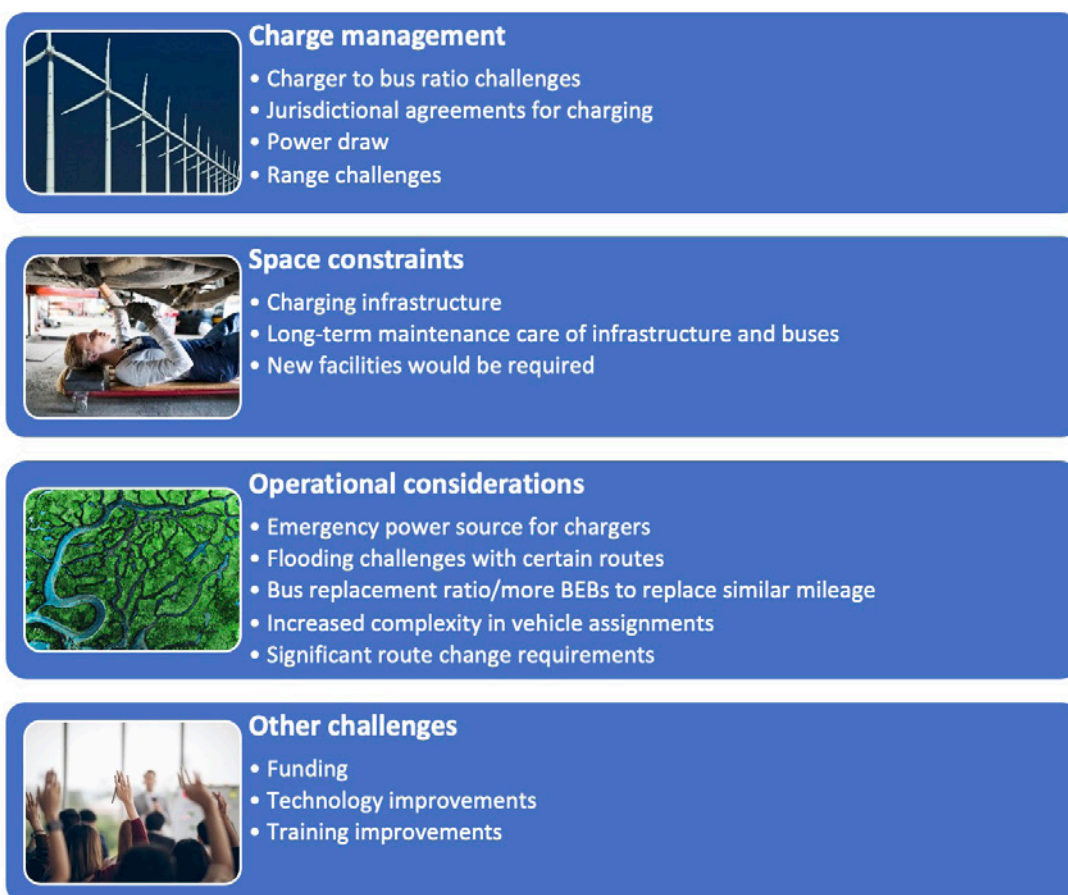 Charge management
• Charger to bus ratio challenges
• Jurisdictional agreements for charging
• Power draw
• Range challenges
Space constraints
• Charging infrastructure
• Long-term maintenance care of infrastructure and buses
• New facilities would be required
Operational considerations
• Emergency power source for chargers
• Flooding challenges with certain routes
• Bus replacement ratio/more BEBs to replace similar mileage
• Increased complexity in vehicle assignments
• Significant route change requirements
Other challenges
• Funding
• Technology improvements
• Training improvements